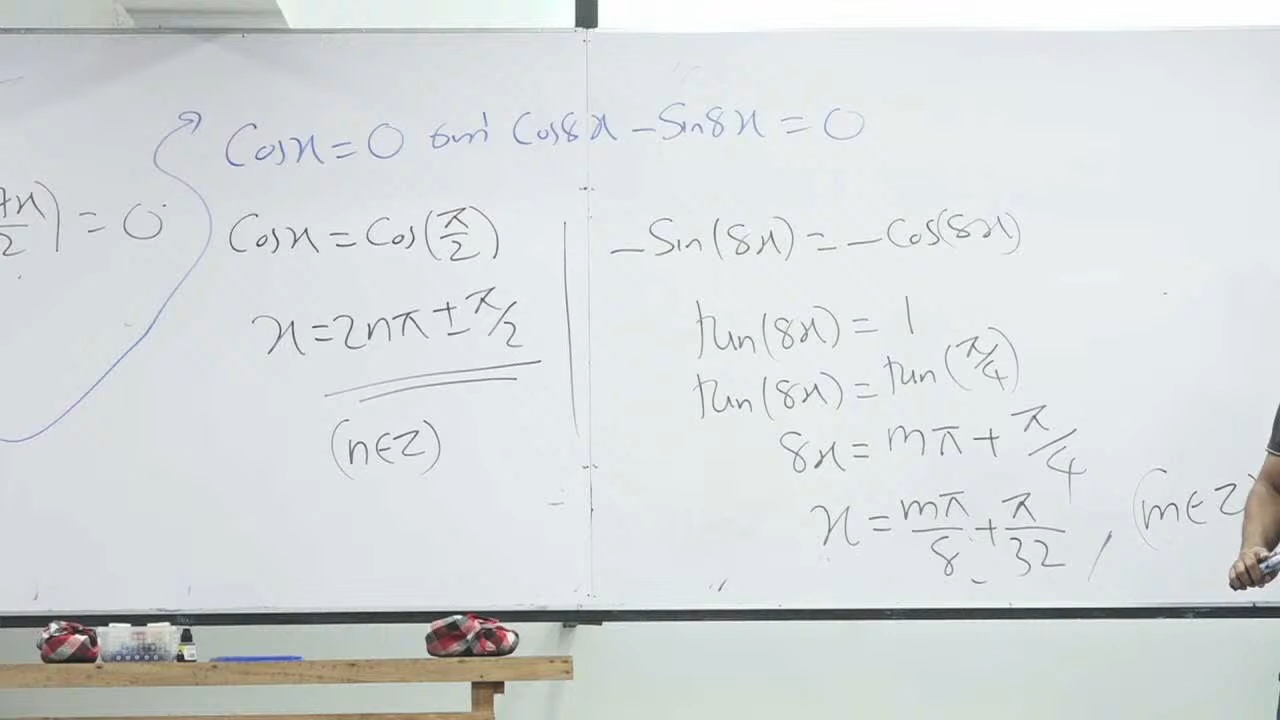 Cosx = 0 Cos8x - Sin8x = 0
7x/2) = 0
Cosx = Cos(π/2)
x = 2nπ ± π/2
(n∈Z)
-Sin(8x) = -Cos(8x)
tan(8x) = 1
tan(8x) = tan(π/4)
8x = mπ + π/4
x = mπ/8 + π/32 , (m∈Z)